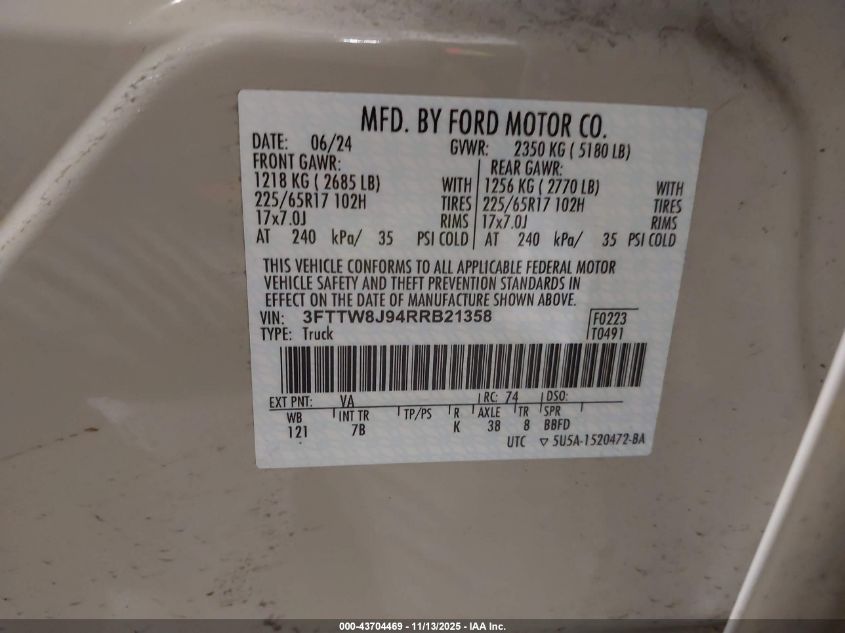 MFD. BY FORD MOTOR CO.
DATE: 06/24 GVWR: 2350 KG ( 5180 LB)
FRONT GAWR: REAR GAWR:
1218 KG ( 2685 LB) WITH 1256 KG ( 2770 LB) WITH
225/65R17 102H TIRES 225/65R17 102H TIRES
17x7.0J RIMS 17x7.0J RIMS
AT 240 kPa/ 35 PSI COLD AT 240 kPa/ 35 PSI COLD
THIS VEHICLE CONFORMS TO ALL APPLICABLE FEDERAL MOTOR
VEHICLE SAFETY AND THEFT PREVENTION STANDARDS IN
EFFECT ON THE DATE OF MANUFACTURE SHOWN ABOVE.
VIN: 3FTTW8J94RRB21358 F0223
TYPE: Truck T0491
EXT PNT: VA RC: 74 DSO:
WB INT TR TP/PS R AXLE TR SPR
121 7B K 38 8 BBFD
UTC ▽ 5U5A-1520472-BA
000-43704469 - 11/13/2025 - IAA Inc.